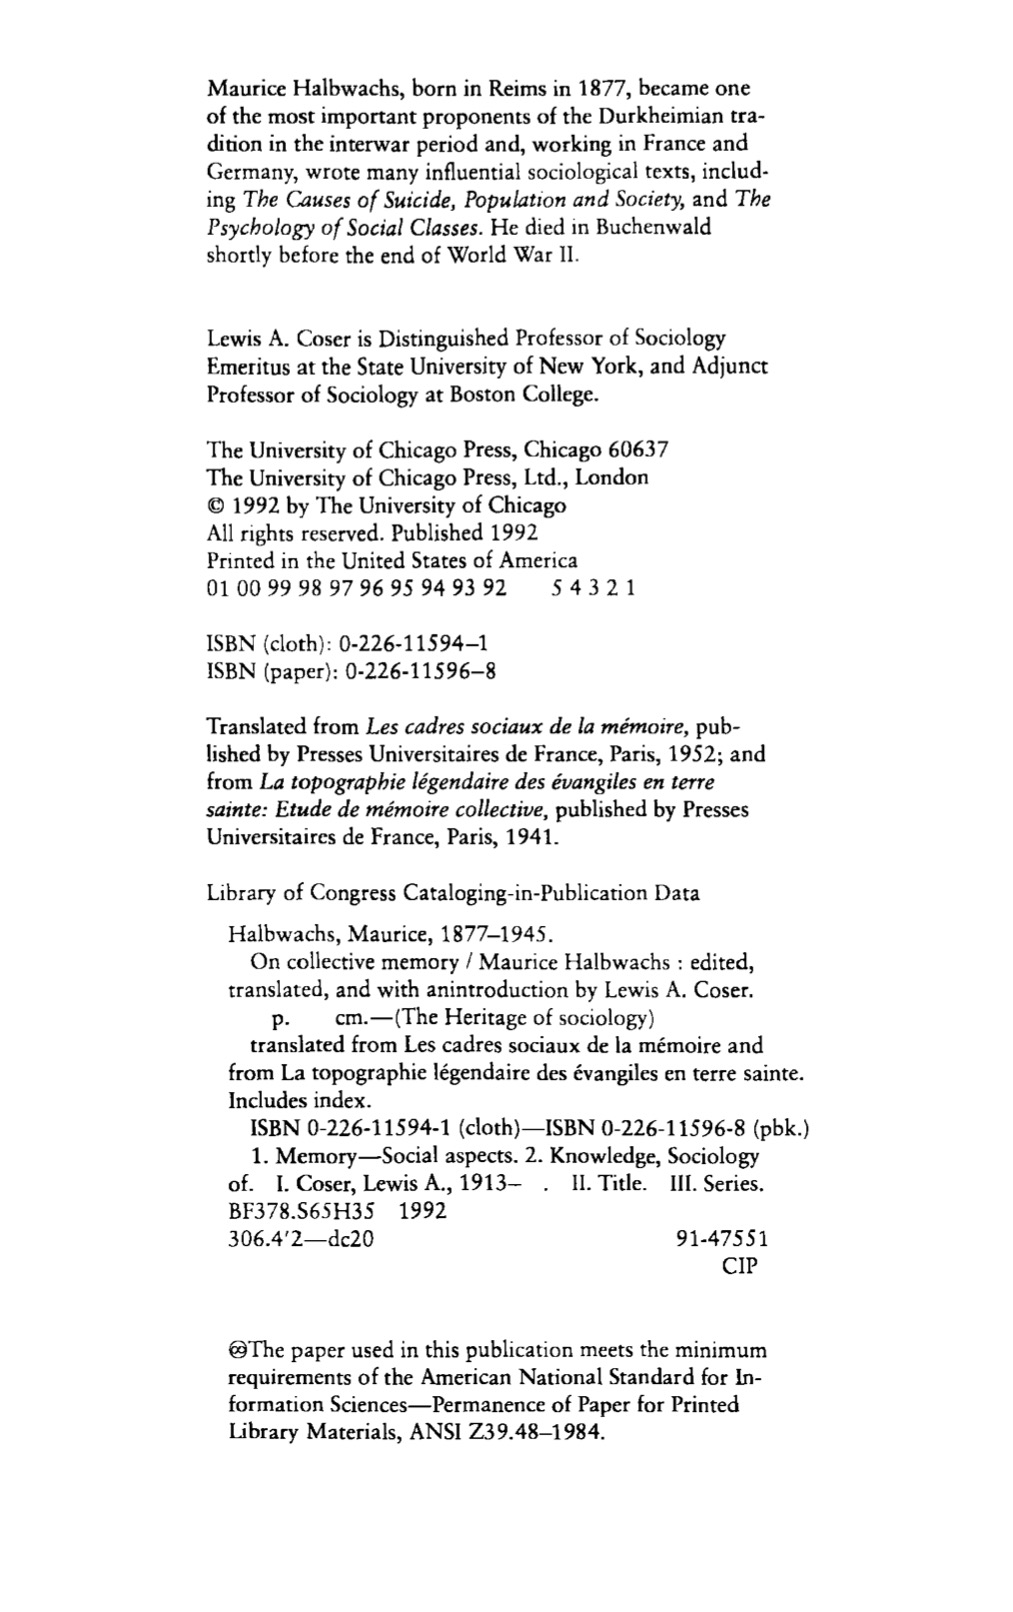 Maurice Halbwachs, born in Reims in 1877, became one
of the most important proponents of the Durkheimian tra-
dition in the interwar period and, working in France and
Germany, wrote many influential sociological texts, includ-
ing The Causes of Suicide, Population and Society, and The
Psychology of Social Classes. He died in Buchenwald
shortly before the end of World War II.
Lewis A. Coser is Distinguished Professor of Sociology
Emeritus at the State University of New York, and Adjunct
Professor of Sociology at Boston College.
The University of Chicago Press, Chicago 60637
The University of Chicago Press, Ltd., London
© 1992 by The University of Chicago
All rights reserved. Published 1992
Printed in the United States of America
01 00 99 98 97 96 95 94 93 92 5 4 3 2 1
ISBN (cloth): 0-226-11594–1
ISBN (paper): 0-226-11596–8
Translated from Les cadres sociaux de la mémoire, pub-
lished by Presses Universitaires de France, Paris, 1952; and
from La topographie légendaire des évangiles en terre
sainte: Etude de mémoire collective, published by Presses
Universitaires de France, Paris, 1941.
Library of Congress Cataloging-in-Publication Data
Halbwachs, Maurice, 1877–1945.
On collective memory / Maurice Halbwachs : edited,
translated, and with anintroduction by Lewis A. Coser.
p. cm.—(The Heritage of sociology)
translated from Les cadres sociaux de la mémoire and
from La topographie légendaire des évangiles en terre sainte.
Includes index.
ISBN 0-226-11594-1 (cloth)—ISBN 0-226-11596-8 (pbk.)
1. Memory—Social aspects. 2. Knowledge, Sociology
of. I. Coser, Lewis A., 1913– . II. Title. III. Series.
BF378.S65H35 1992
306.4'2—dc20 91-47551
CIP
♾The paper used in this publication meets the minimum
requirements of the American National Standard for In-
formation Sciences—Permanence of Paper for Printed
Library Materials, ANSI Z39.48–1984.